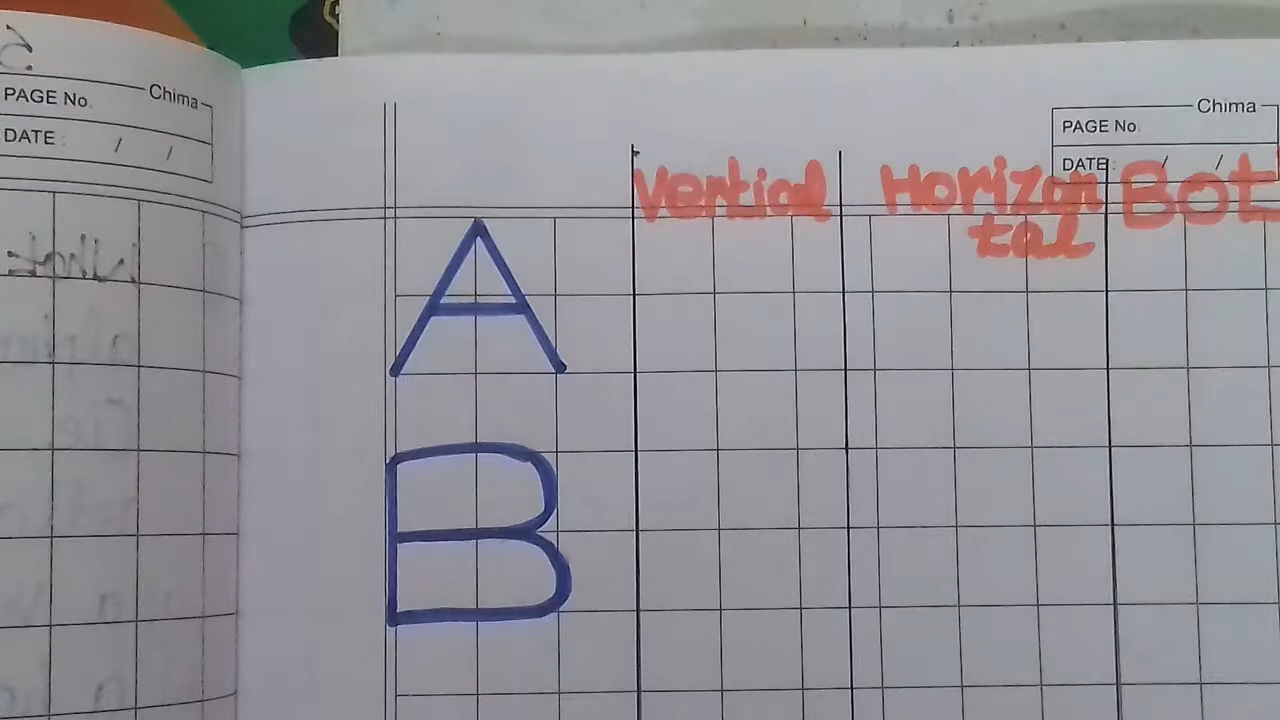 Chima
PAGE No.
DATE : / /
Chima
PAGE No.
DATE : / /
Vertical Horizon Bot
tal
A
B